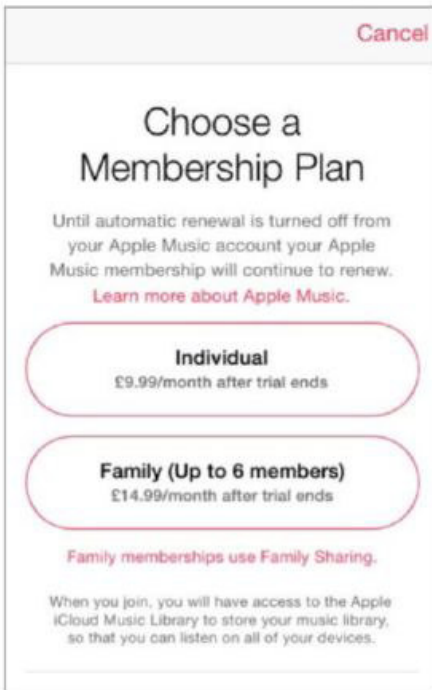 Cancel
Choose a
Membership Plan
Until automatic renewal is turned off from
your Apple Music account your Apple
Music membership will continue to renew.
Learn more about Apple Music.
Individual
£9.99/month after trial ends
Family (Up to 6 members)
£14.99/month after trial ends
Family memberships use Family Sharing.
When you join, you will have access to the Apple
iCloud Music Library to store your music library,
so that you can listen on all of your devices.